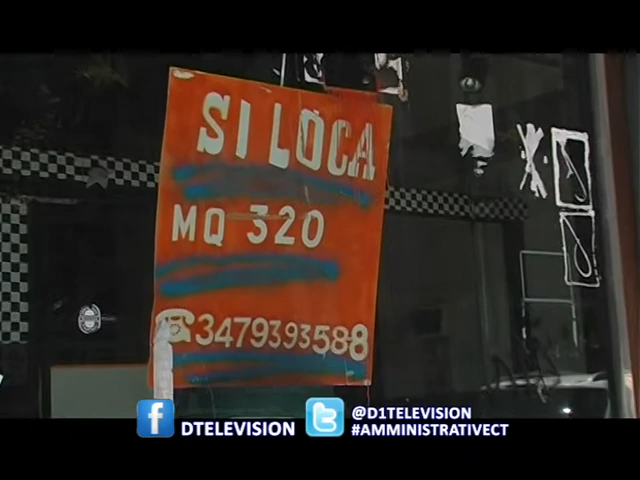 SI LOCA
MQ 320
3479393588
f DTELEVISION
@D1TELEVISION
#AMMINISTRATIVECT